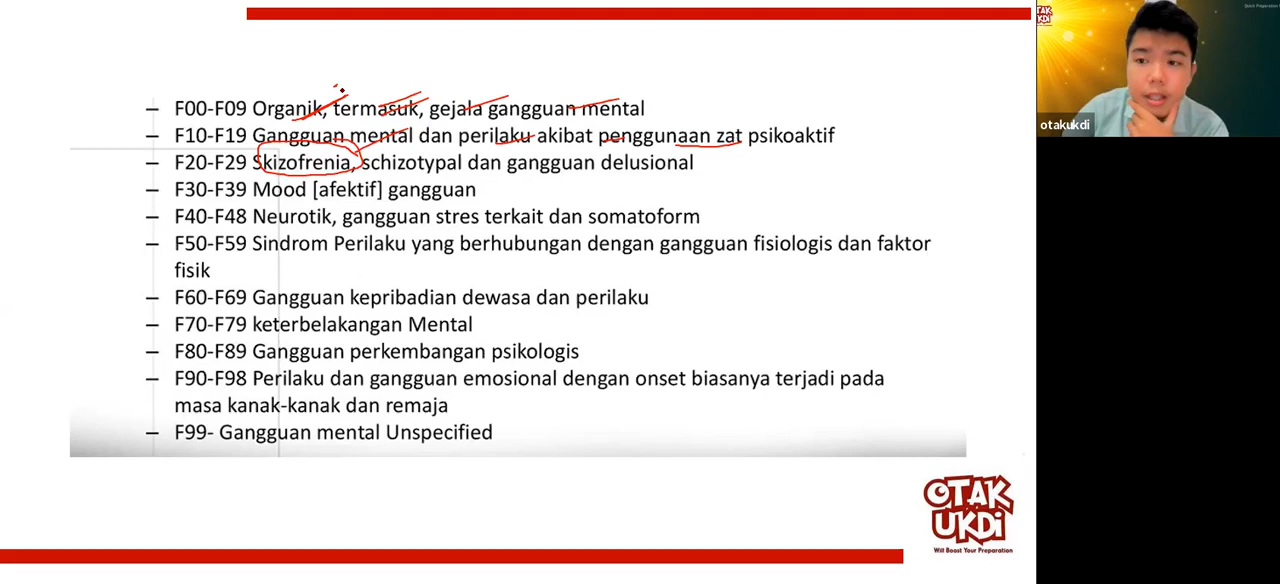 – F00-F09 Organik, termasuk, gejala gangguan mental
– F10-F19 Gangguan mental dan perilaku akibat penggunaan zat psikoaktif
– F20-F29 Skizofrenia, schizotypal dan gangguan delusional
– F30-F39 Mood [afektif] gangguan
– F40-F48 Neurotik, gangguan stres terkait dan somatoform
– F50-F59 Sindrom Perilaku yang berhubungan dengan gangguan fisiologis dan faktor
fisik
– F60-F69 Gangguan kepribadian dewasa dan perilaku
– F70-F79 keterbelakangan Mental
– F80-F89 Gangguan perkembangan psikologis
– F90-F98 Perilaku dan gangguan emosional dengan onset biasanya terjadi pada
masa kanak-kanak dan remaja
– F99- Gangguan mental Unspecified
OTAK
UKDI
Will Boost Your Preparation
OTAK
UKDI
otakukdi